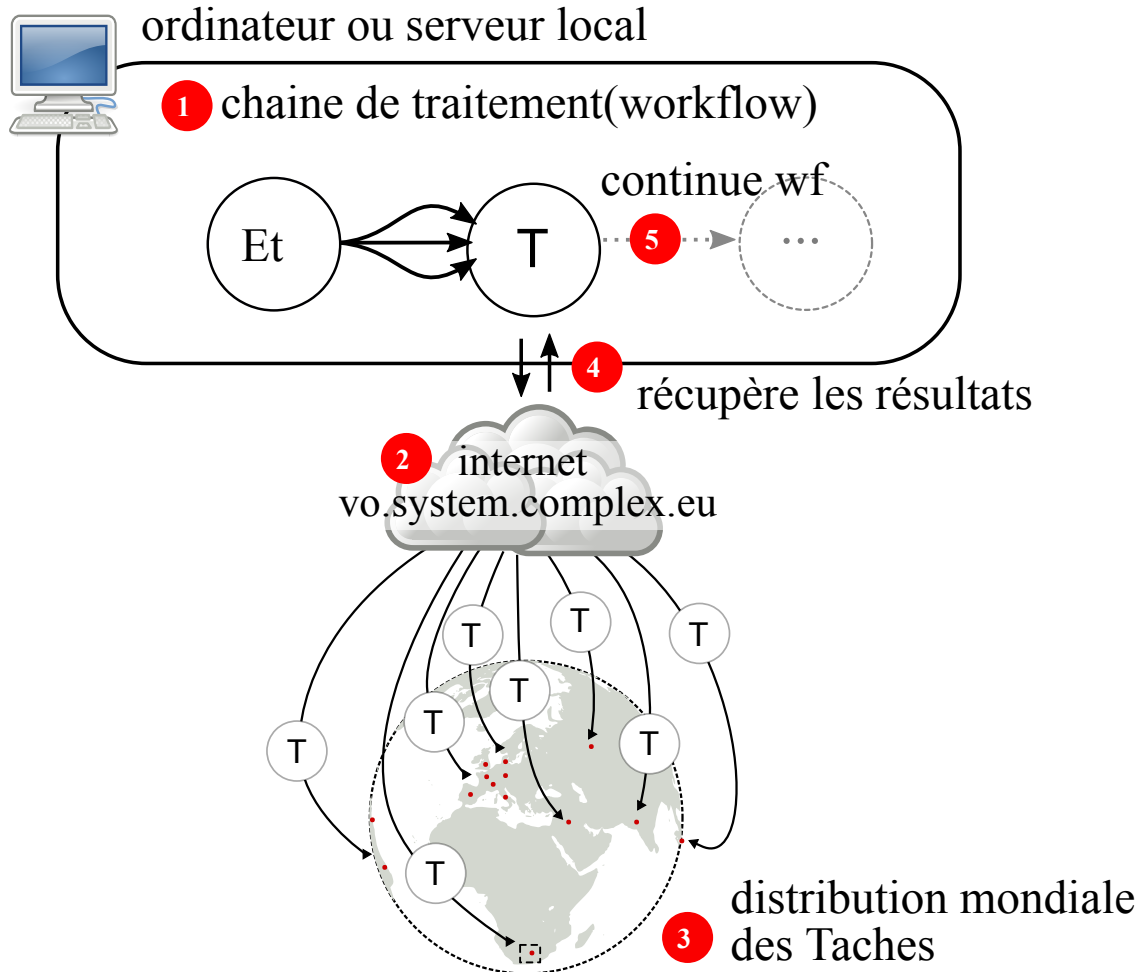 ordinateur ou serveur local
1 chaine de traitement(workflow)
continue wf
Et
T
5
...
4
récupère les résultats
2 internet
vo.system.complex.eu
T
T
T
T
T
T
T
T
3 distribution mondiale
des Taches